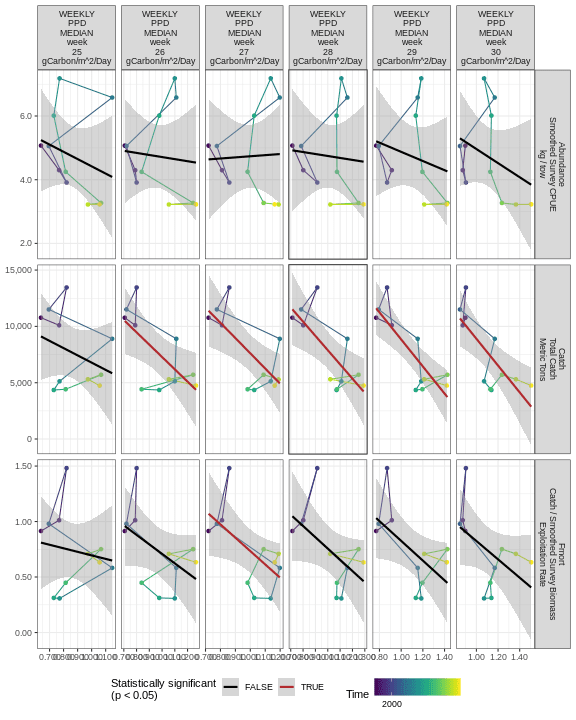 WEEKLY
PPD
MEDIAN
week
25
gCarbon/m^2/Day
WEEKLY
PPD
MEDIAN
week
26
gCarbon/m^2/Day
WEEKLY
PPD
MEDIAN
week
27
gCarbon/m^2/Day
WEEKLY
PPD
MEDIAN
week
28
gCarbon/m^2/Day
WEEKLY
PPD
MEDIAN
week
29
gCarbon/m^2/Day
WEEKLY
PPD
MEDIAN
week
30
gCarbon/m^2/Day
6.0
4.0
2.0
Abundance
Smoothed Survey CPUE
kg / tow
15,000
10,000
5,000
0
Catch
Total Catch
Metric Tons
1.50
1.00
0.50
0.00
Fmort
Catch / Smoothed Survey Biomass
Exploitation Rate
0.80 1.00 1.20 1.40
1.00 1.20 1.40
Statistically significant
(p < 0.05)
FALSE
TRUE
Time
2000